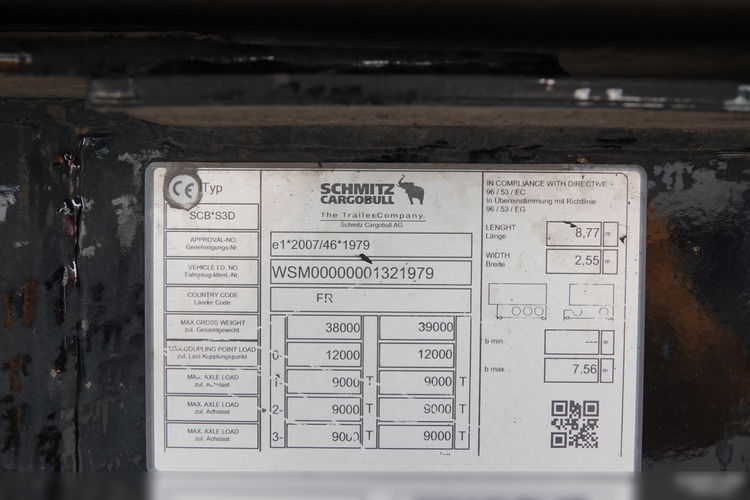 CE Typ
SCB*S3D
SCHMITZ
CARGOBULL
The TrailerCompany.
Schmitz Cargobull AG
IN COMPLIANCE WITH DIRECTIVE
96 / 53 / EC
In Übereinstimmung mit Richtlinie
96 / 53 / EG
APPROVAL-NO.
Genehmigungs-Nr.
e1*2007/46*1979
LENGHT
Länge
8,77 m
VEHICLE I.D. NO.
Fahrzeug-Ident.-Nr.
WSM00000001321979
WIDTH
Breite
2,55 m
COUNTRY CODE
Länder Code
FR
MAX.GROSS WEIGHT
zul. Gesamtgewicht
38000 39000
MAX.COUPLING POINT LOAD
zul. Last Kupplungspunkt
0- 12000 12000
b min. --- m
MAX. AXLE LOAD
zul. Achslast
1- 9000 T 9000 T
b max. 7.56 m
MAX. AXLE LOAD
zul. Achslast
2- 9000 T 9000 T
MAX. AXLE LOAD
zul. Achslast
3- 9000 T 9000 T